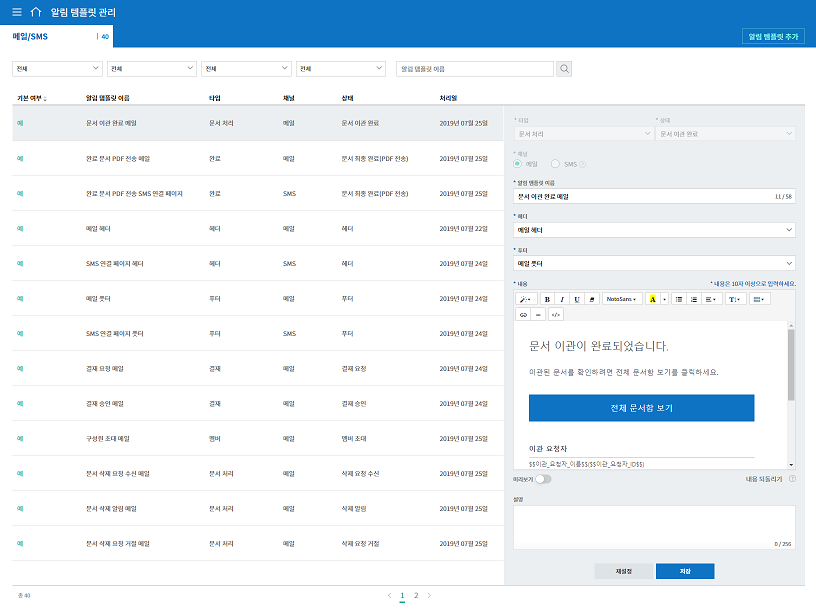 알림 템플릿 관리
메일/SMS 40
알림 템플릿 추가
전체 전체 전체 전체 알림 템플릿 이름
기본 여부 알림 템플릿 이름 타입 채널 상태 처리일
예 문서 이관 완료 메일 문서 처리 메일 문서 이관 완료 2019년 07월 25일
예 완료 문서 PDF 전송 메일 완료 메일 문서 최종 완료(PDF 전송) 2019년 07월 25일
예 완료 문서 PDF 전송 SMS 연결 페이지 완료 SMS 문서 최종 완료(PDF 전송) 2019년 07월 25일
예 메일 헤더 헤더 메일 헤더 2019년 07월 22일
예 SMS 연결 페이지 헤더 헤더 SMS 헤더 2019년 07월 24일
예 메일 풋터 푸터 메일 푸터 2019년 07월 24일
예 SMS 연결 페이지 풋터 푸터 SMS 푸터 2019년 07월 24일
예 결재 요청 메일 결재 메일 결재 요청 2019년 07월 24일
예 결재 승인 메일 결재 메일 결재 승인 2019년 07월 24일
예 구성원 초대 메일 멤버 메일 멤버 초대 2019년 07월 24일
예 문서 삭제 요청 수신 메일 문서 처리 메일 삭제 요청 수신 2019년 07월 25일
예 문서 삭제 알림 메일 문서 처리 메일 삭제 알림 2019년 07월 25일
예 문서 삭제 요청 거절 메일 문서 처리 메일 삭제 요청 거절 2019년 07월 25일
* 타입 * 상태
문서 처리 문서 이관 완료
* 채널
메일 SMS
* 알림 템플릿 이름
문서 이관 완료 메일 11 / 58
* 헤더
메일 헤더
* 푸터
메일 풋터
* 내용 * 내용은 10자 이상으로 입력하세요.
B I U NotoSans A T!
</>
문서 이관이 완료되었습니다.
이관된 문서를 확인하려면 전체 문서함 보기를 클릭하세요.
전체 문서함 보기
이관 요청자
$$이관_요청자_이름$$($$이관_요청자_ID$$)
미리보기 내용 되돌리기 ?
설명
0 / 256
재설정 저장
총 40 < 1 2 >